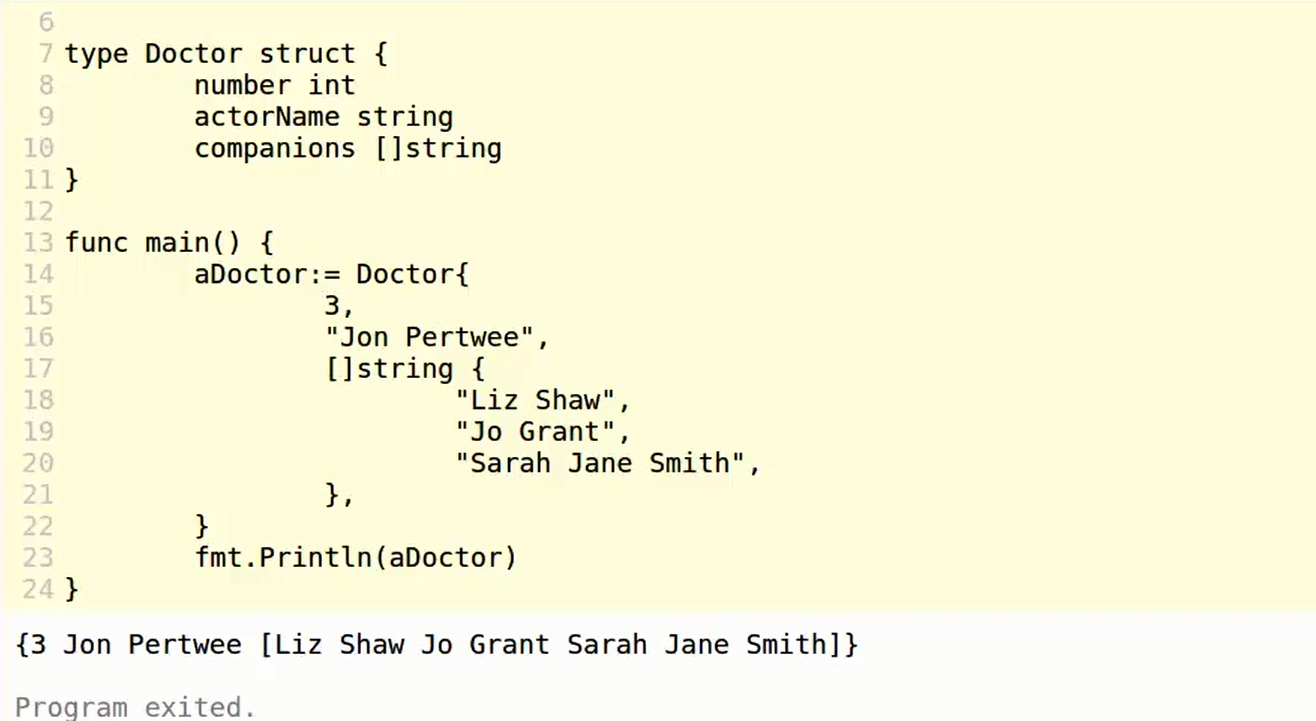 6
7 type Doctor struct {
8         number int
9         actorName string
10         companions []string
11 }
12
13 func main() {
14         aDoctor:= Doctor{
15                 3,
16                 "Jon Pertwee",
17                 []string {
18                         "Liz Shaw",
19                         "Jo Grant",
20                         "Sarah Jane Smith",
21                 },
22         }
23         fmt.Println(aDoctor)
24 }
{3 Jon Pertwee [Liz Shaw Jo Grant Sarah Jane Smith]}
Program exited.